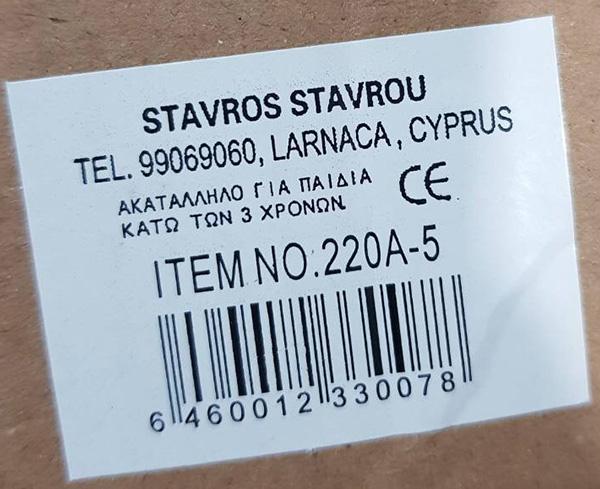 STAVROS STAVROU
TEL. 99069060, LARNACA, CYPRUS
ΑΚΑΤΑΛΛΗΛΟ ΓΙΑ ΠΑΙΔΙΑ
ΚΑΤΩ ΤΩΝ 3 ΧΡΟΝΩΝ.
CE
ITEM NO.220A-5
6 460012 330078